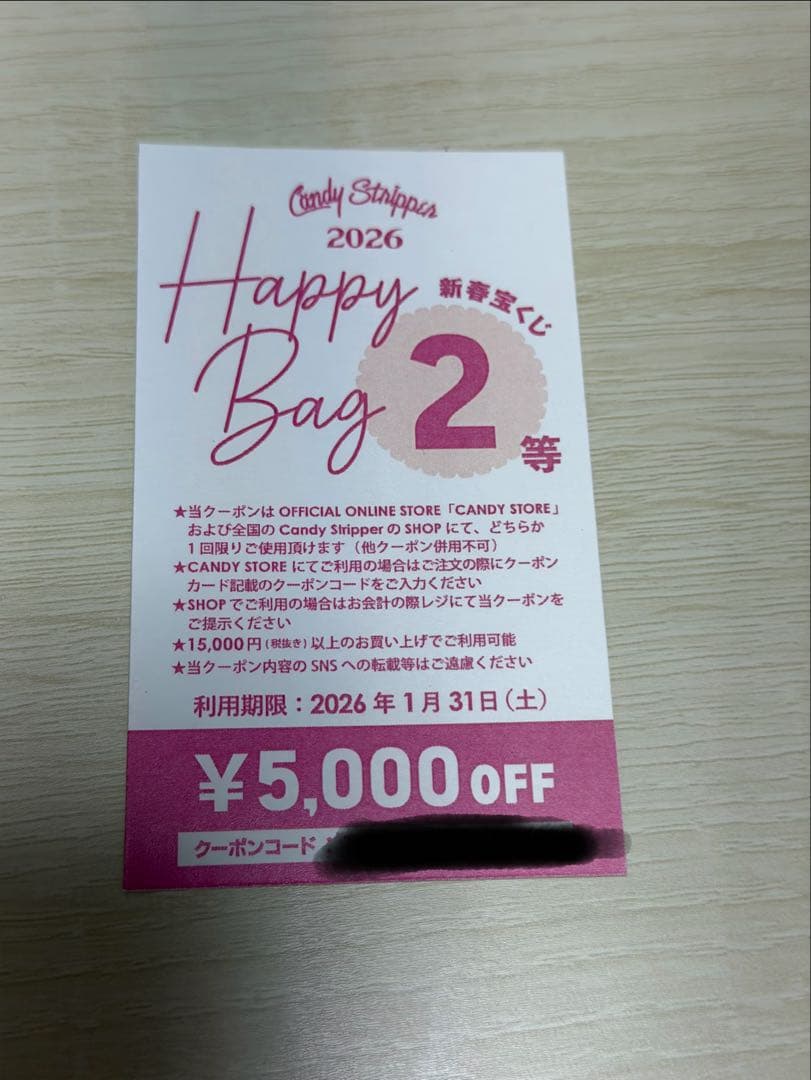 Candy Stripper
2026
Happy
Bag
新春宝くじ
2等
★当クーポンは OFFICIAL ONLINE STORE「CANDY STORE」
および全国の Candy Stripper の SHOP にて、どちらか
1回限りご使用頂けます（他クーポン併用不可）
★CANDY STORE にてご利用の場合はご注文の際にクーポン
カード記載のクーポンコードをご入力ください
★SHOP でご利用の場合はお会計の際レジにて当クーポンを
ご提示ください
★15,000円(税抜き)以上のお買い上げでご利用可能
★当クーポン内容の SNS への転載等はご遠慮ください
利用期限：2026年1月31日（土）
¥5,000 OFF
クーポンコード